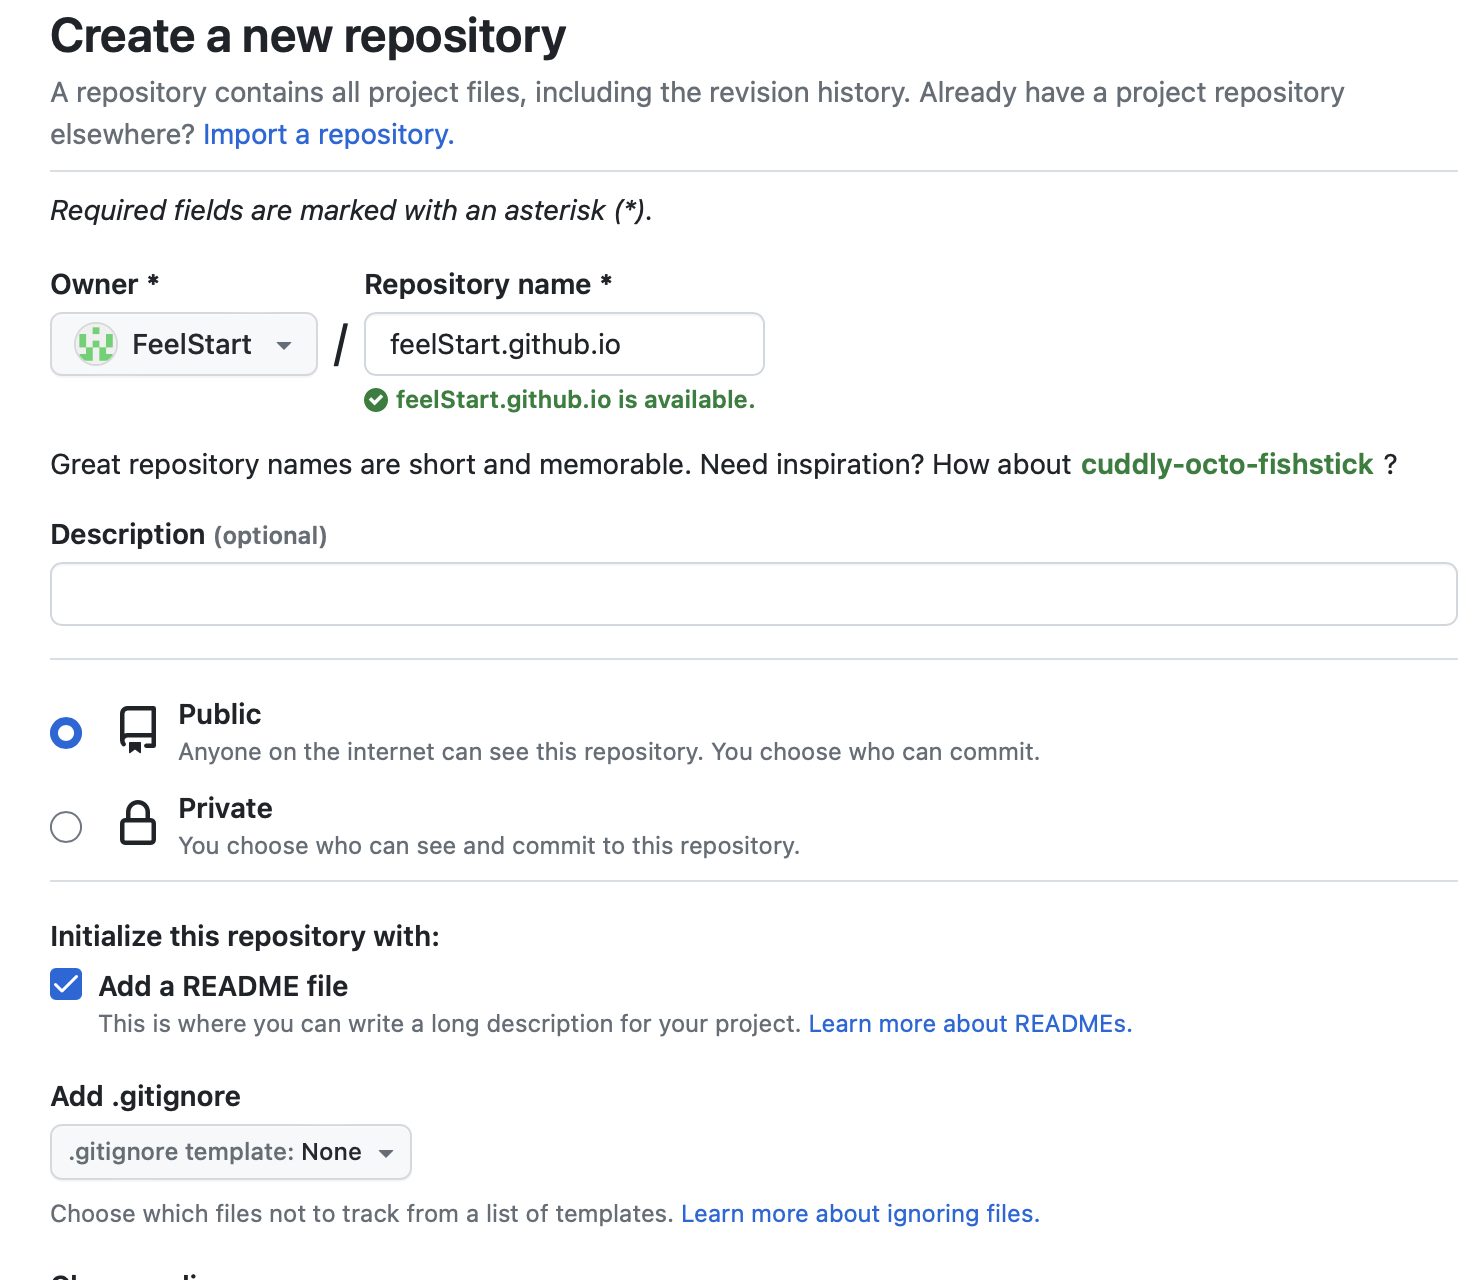 Create a new repository
A repository contains all project files, including the revision history. Already have a project repository
elsewhere? Import a repository.
Required fields are marked with an asterisk (*).
Owner *
Repository name *
FeelStart
/
feelStart.github.io
feelStart.github.io is available.
Great repository names are short and memorable. Need inspiration? How about cuddly-octo-fishstick ?
Description (optional)
Public
Anyone on the internet can see this repository. You choose who can commit.
Private
You choose who can see and commit to this repository.
Initialize this repository with:
Add a README file
This is where you can write a long description for your project. Learn more about READMEs.
Add .gitignore
.gitignore template: None
Choose which files not to track from a list of templates. Learn more about ignoring files.